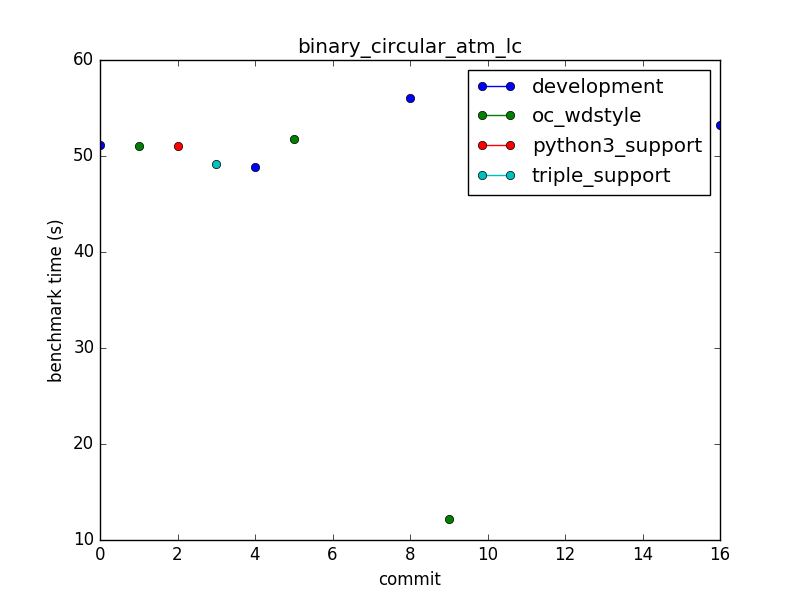 binary_circular_atm_lc
60
50
40
30
20
10
benchmark time (s)
development
oc_wdstyle
python3_support
triple_support
0 2 4 6 8 10 12 14 16
commit